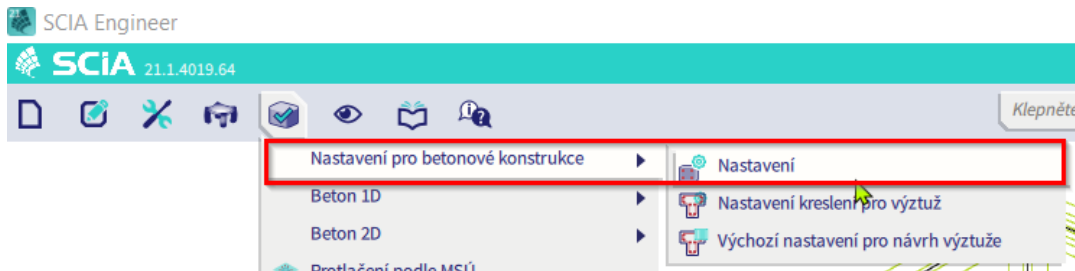 SCIA Engineer
SCiA 21.1.4019.64
Klepněte
Nastavení pro betonové konstrukce
Nastavení
Beton 1D
Nastavení kreslení pro výztuž
Beton 2D
Výchozí nastavení pro návrh výztuže
Protlačení podle MSÚ